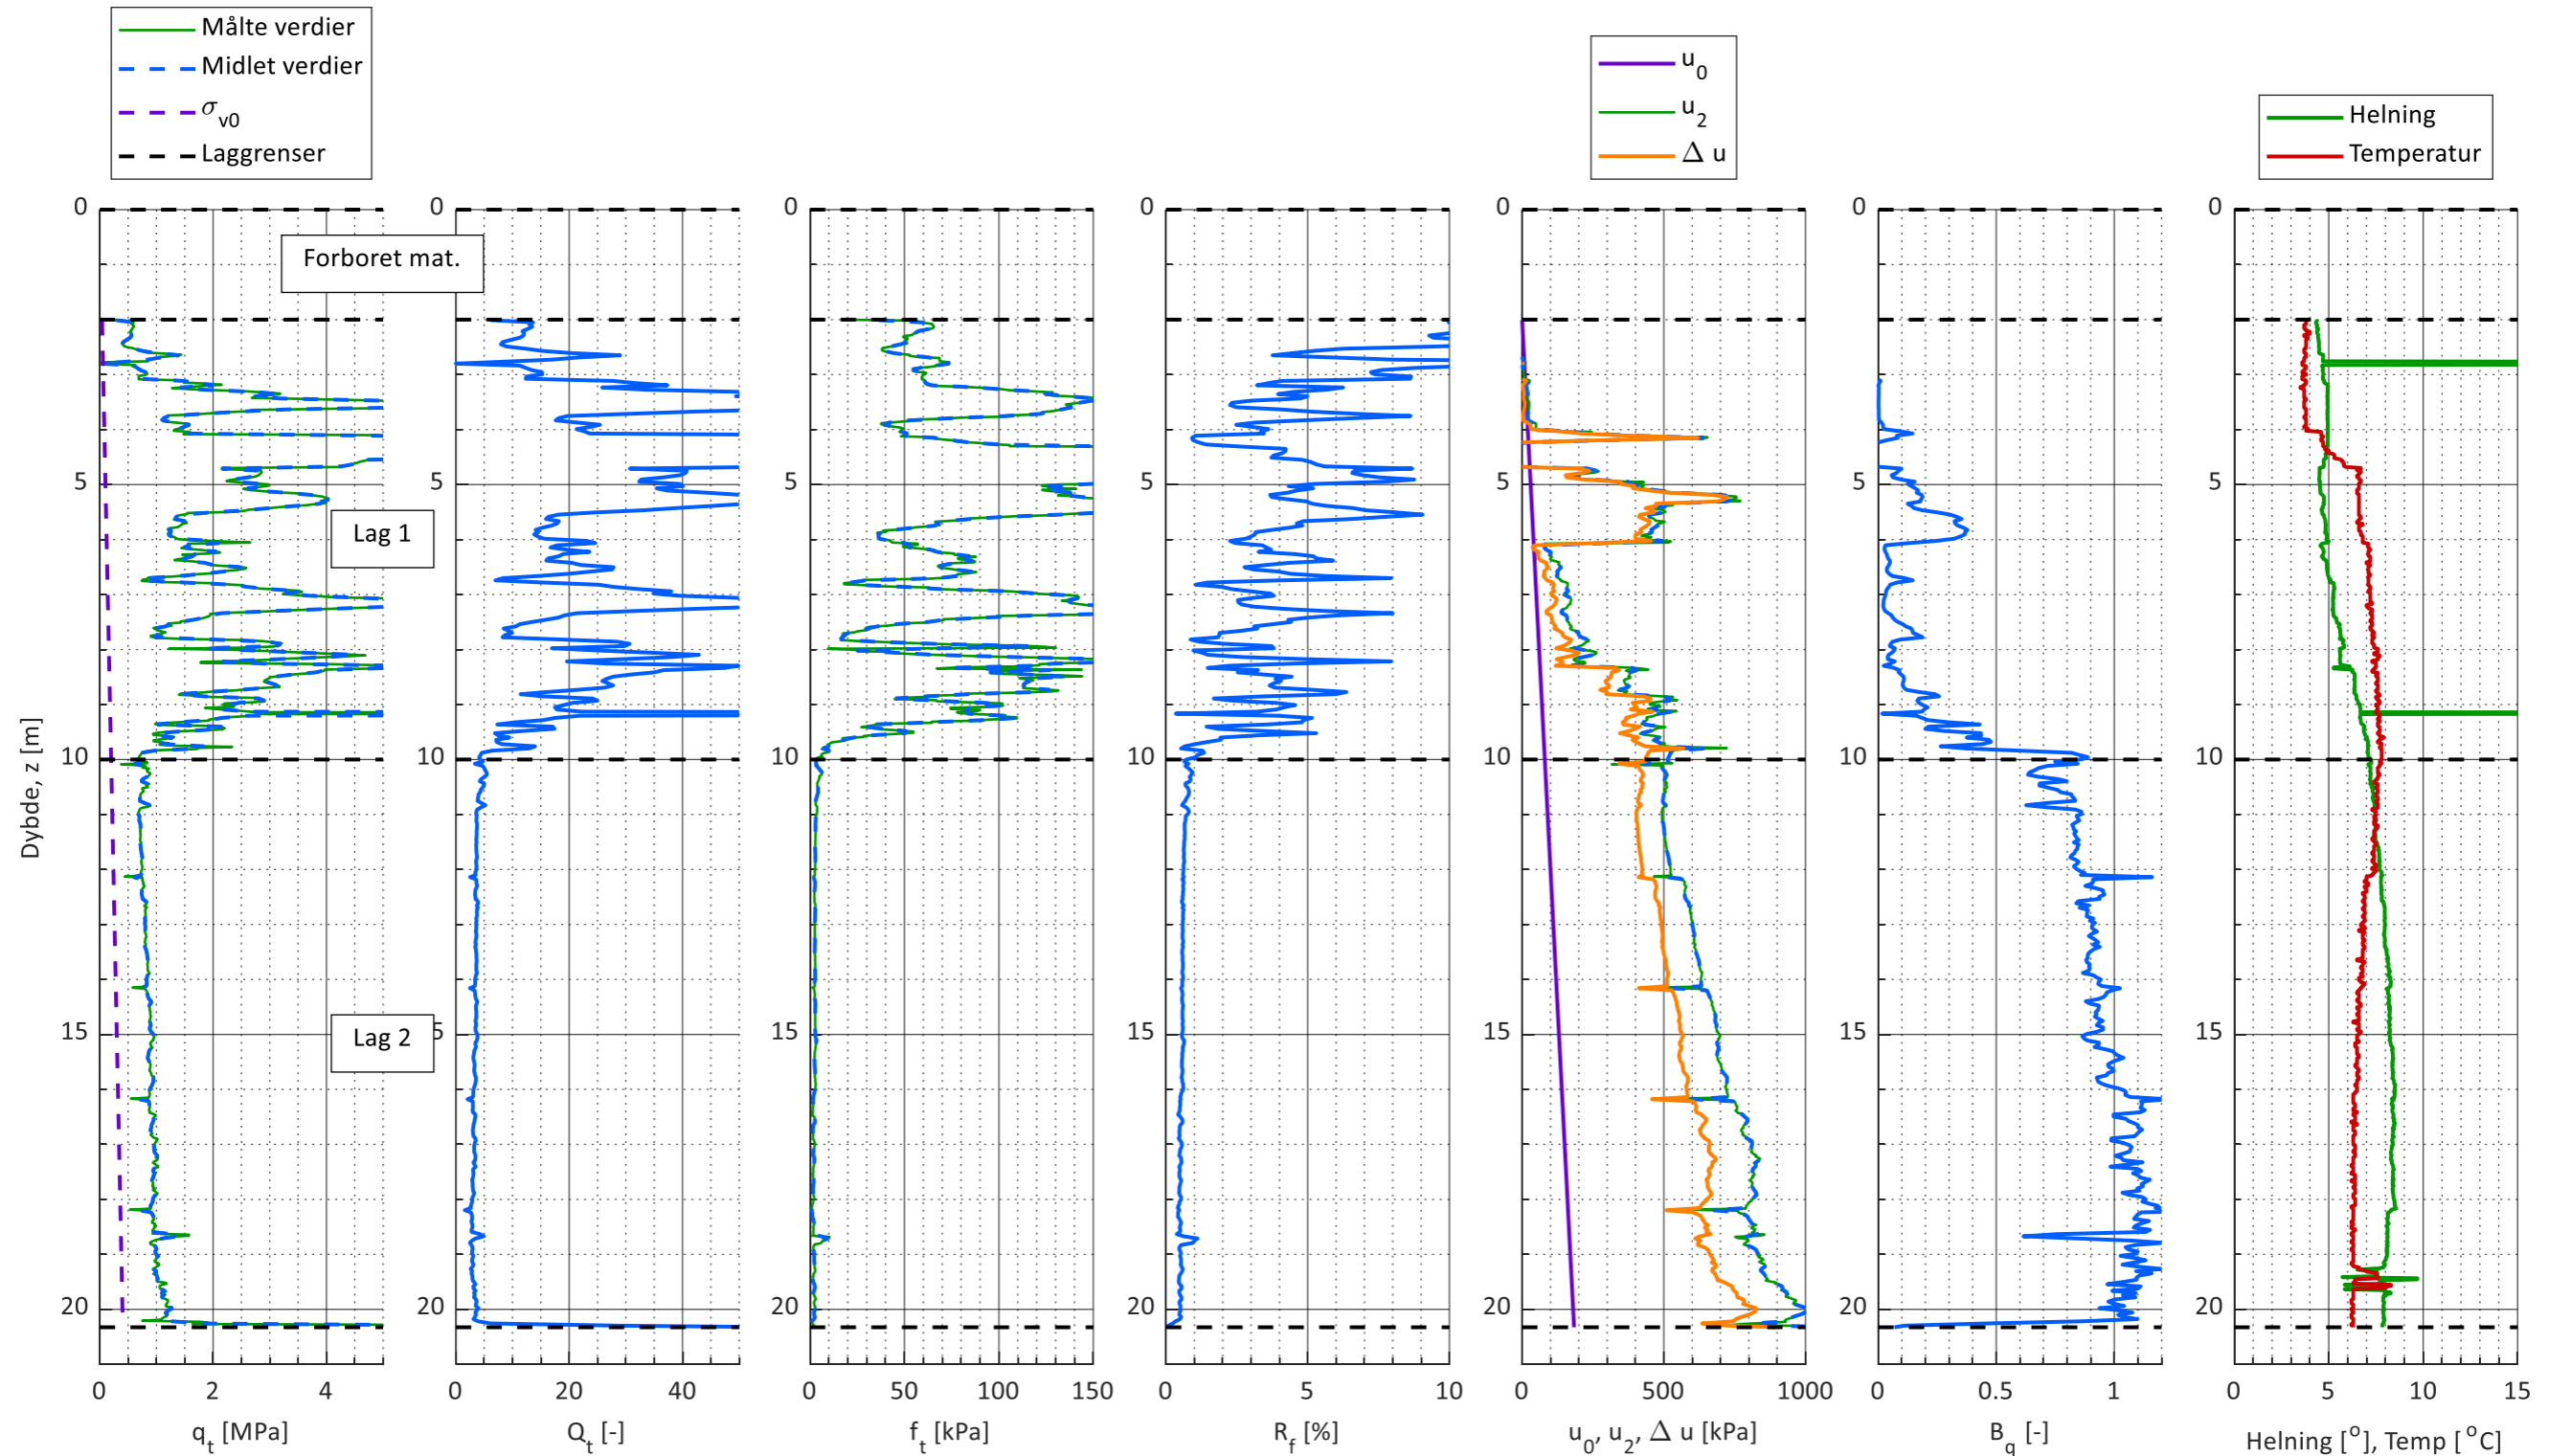 Målte verdier
Midlet verdier
σv0
Laggrenser
u0
u2
Δ u
Helning
Temperatur
0 0 0 0 0 0 0
Forboret mat.
5 5 5 5 5 5 5
Lag 1
Dybde, z [m]
10 10 10 10 10 10 10
15 5 15 15 15 15 15
Lag 2
20 20 20 20 20 20 20
0 2 4 0 20 40 0 50 100 150 0 5 10 0 500 1000 0 0.5 1 0 5 10 15
qt [MPa]
Qt [-]
ft [kPa]
Rf [%]
u0, u2, Δ u [kPa]
Bq [-]
Helning [o], Temp [oC]